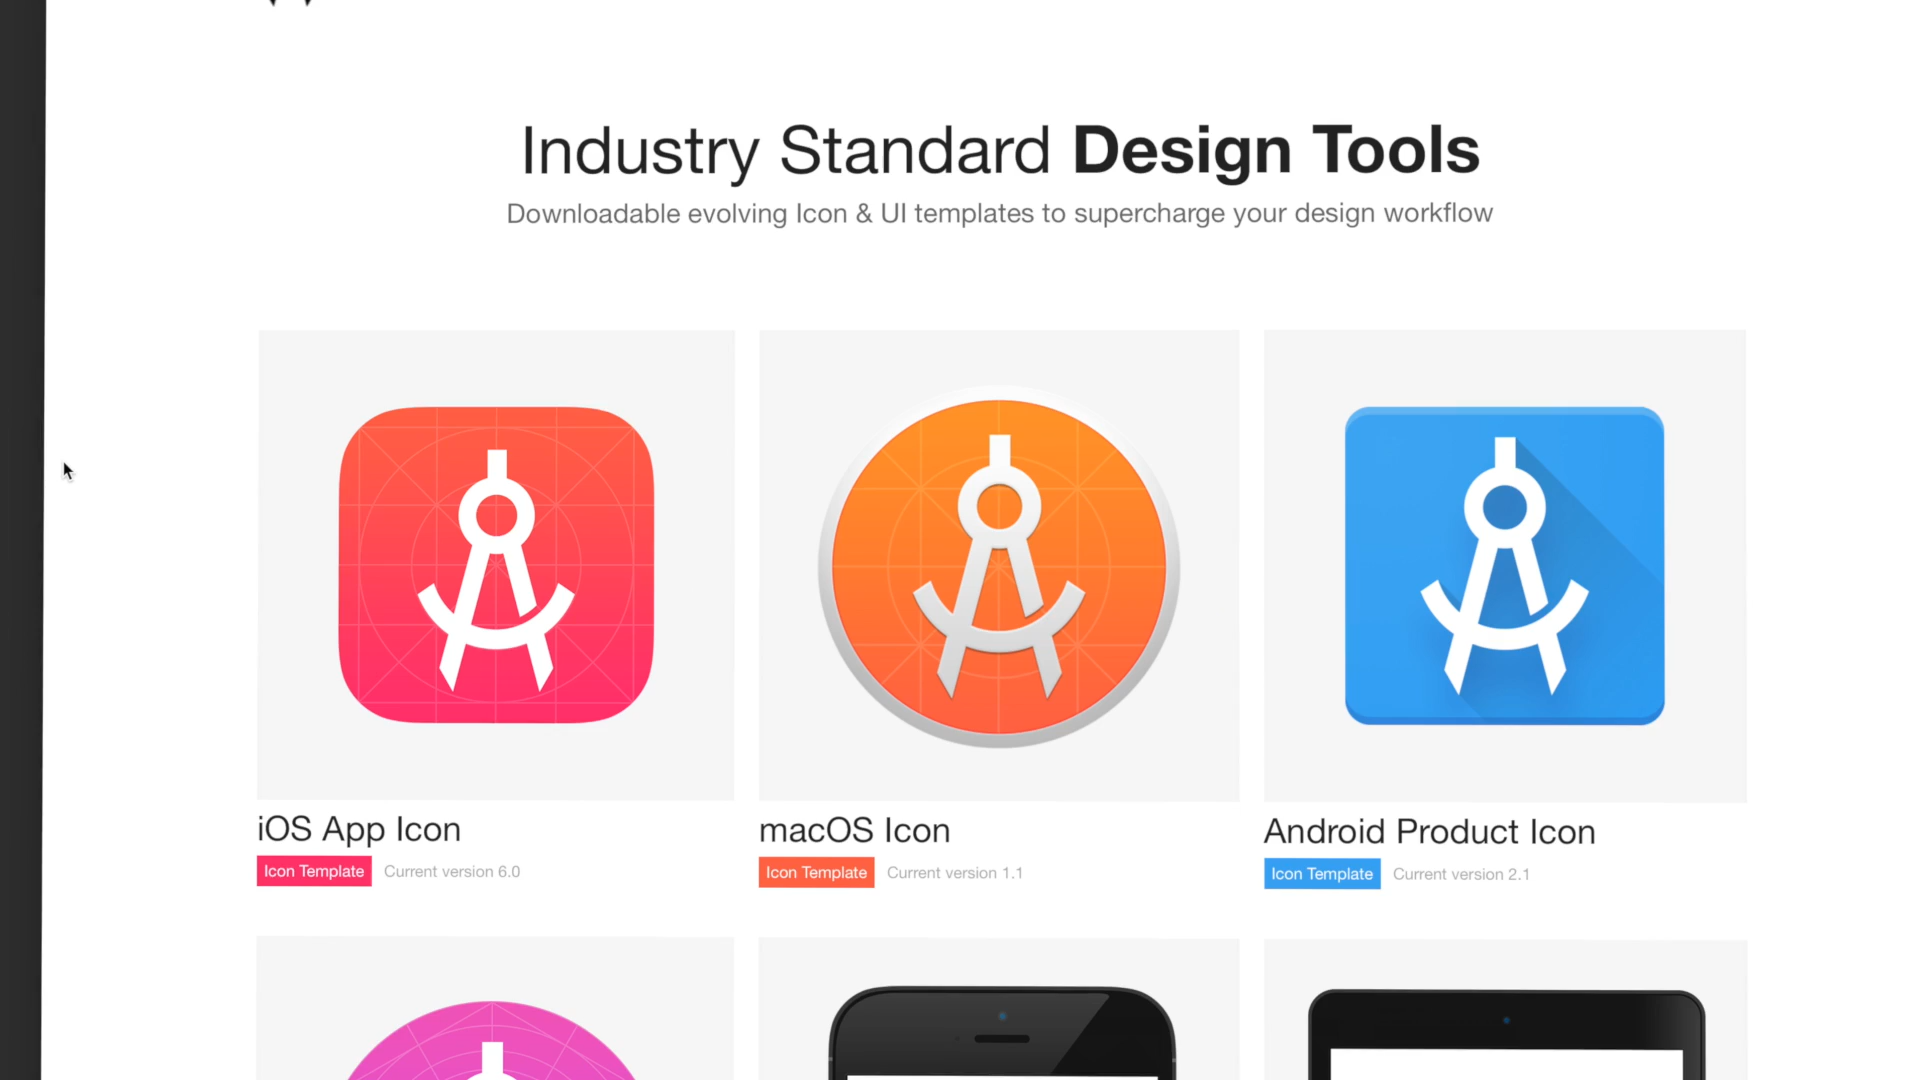 Industry Standard Design Tools
Downloadable evolving Icon & UI templates to supercharge your design workflow
iOS App Icon
Icon Template Current version 6.0
macOS Icon
Icon Template Current version 1.1
Android Product Icon
Icon Template Current version 2.1